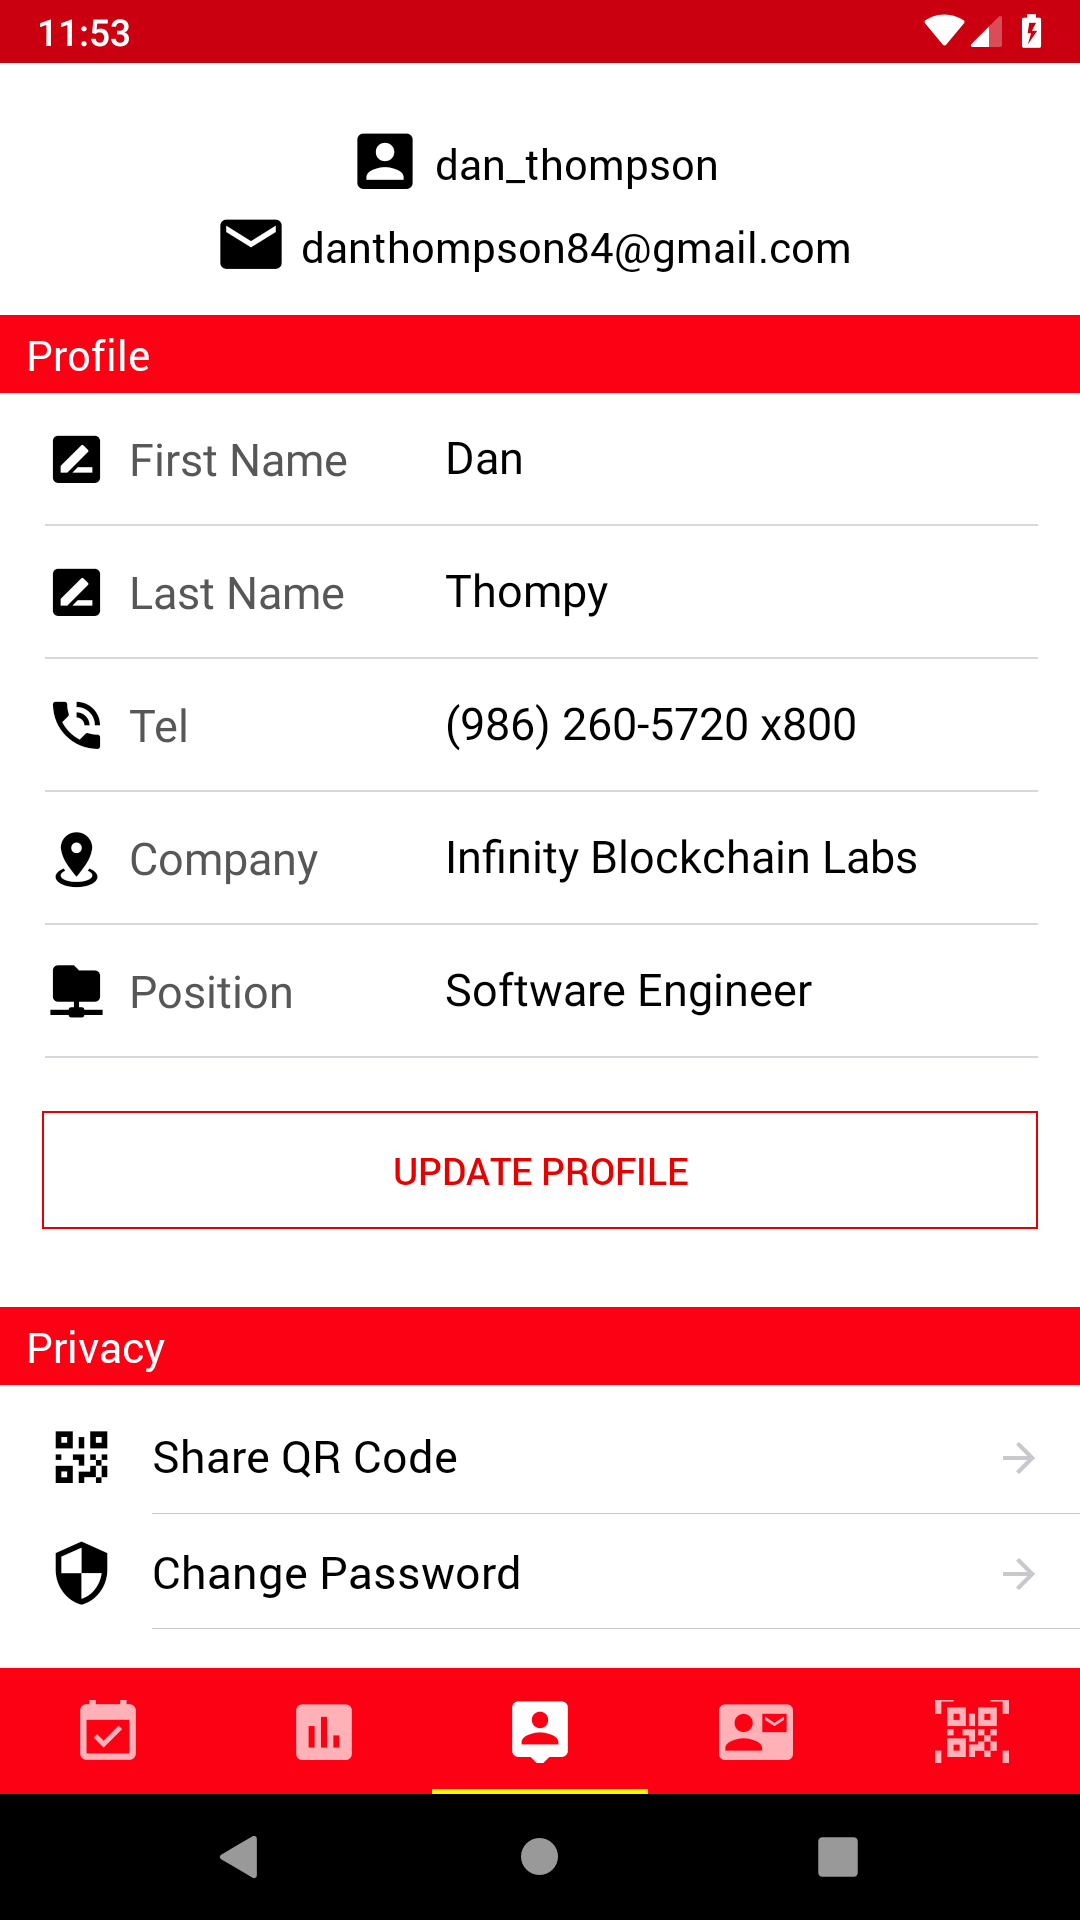 11:53
dan_thompson
danthompson84@gmail.com
Profile
First Name Dan
Last Name Thompy
Tel (986) 260-5720 x800
Company Infinity Blockchain Labs
Position Software Engineer
UPDATE PROFILE
Privacy
Share QR Code
Change Password